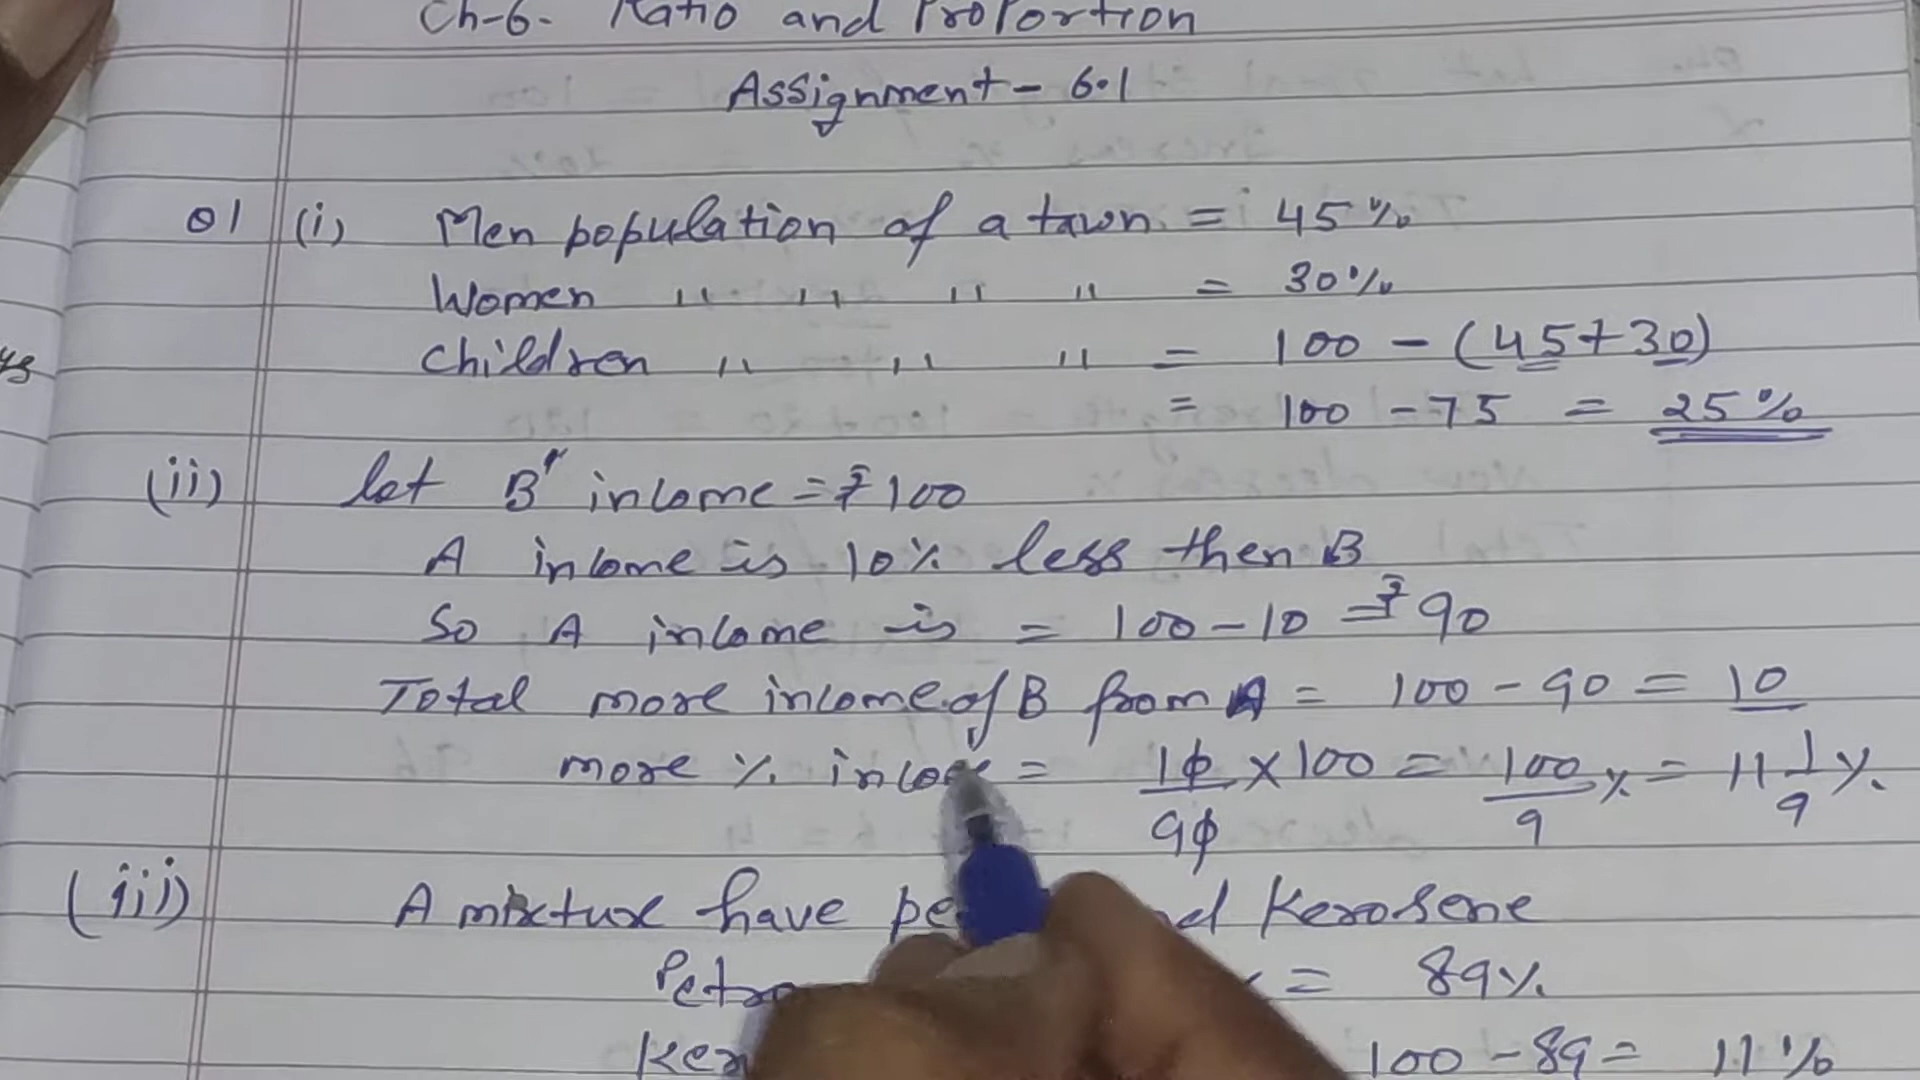 Ch-6. Ratio and Proportion
Assignment - 6.1
Q1 (i) Men population of a town = 45%
Women " " " " = 30%
Children " " " = 100 - (45+30)
= 100 - 75 = 25%
(ii) let B' income = ₹100
A income is 10% less then B
So A income is = 100 - 10 = ₹90
Total more income of B from A = 100 - 90 = 10
more % = 10/90 × 100 = 100/9 % = 11 1/9 %
(iii) A mixture have Kerosene
= 89%
100 - 89 = 11%